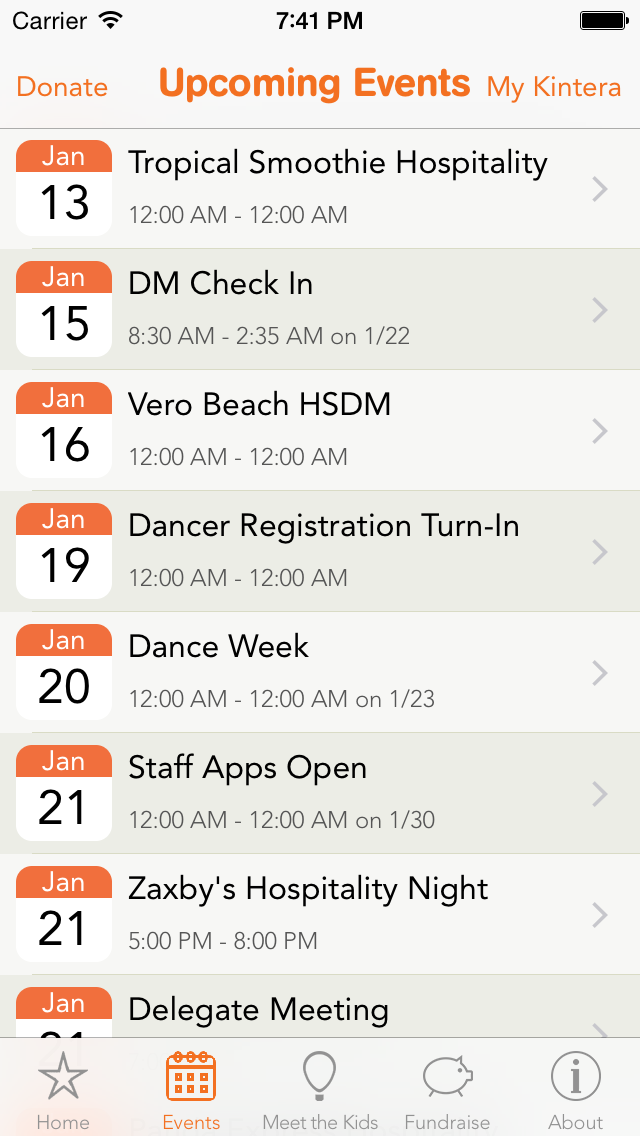 Carrier 7:41 PM
Donate Upcoming Events My Kintera
Jan
13
Tropical Smoothie Hospitality
12:00 AM - 12:00 AM
Jan
15
DM Check In
8:30 AM - 2:35 AM on 1/22
Jan
16
Vero Beach HSDM
12:00 AM - 12:00 AM
Jan
19
Dancer Registration Turn-In
12:00 AM - 12:00 AM
Jan
20
Dance Week
12:00 AM - 12:00 AM on 1/23
Jan
21
Staff Apps Open
12:00 AM - 12:00 AM on 1/30
Jan
21
Zaxby's Hospitality Night
5:00 PM - 8:00 PM
Jan
21
Delegate Meeting
Home Events Meet the Kids Fundraise About